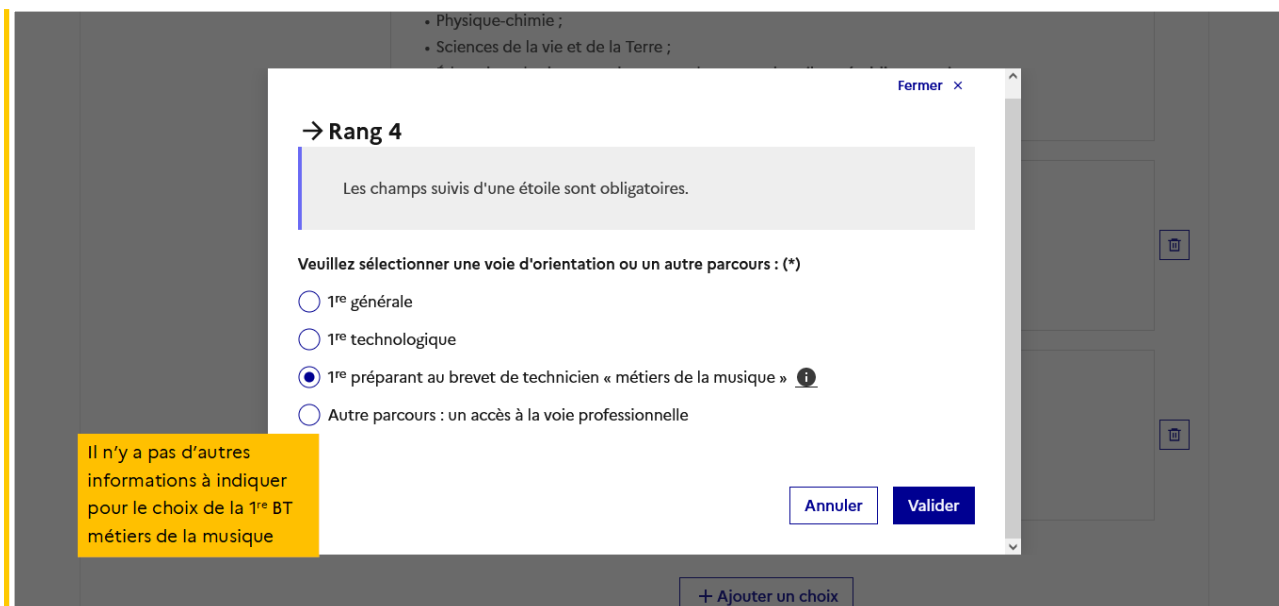 • Physique-chimie ;
• Sciences de la vie et de la Terre ;
Fermer ×
→ Rang 4
Les champs suivis d'une étoile sont obligatoires.
Veuillez sélectionner une voie d'orientation ou un autre parcours : (*)
1re générale
1re technologique
1re préparant au brevet de technicien « métiers de la musique »
Autre parcours : un accès à la voie professionnelle
Il n'y a pas d'autres
informations à indiquer
pour le choix de la 1re BT
métiers de la musique
Annuler Valider
+ Ajouter un choix